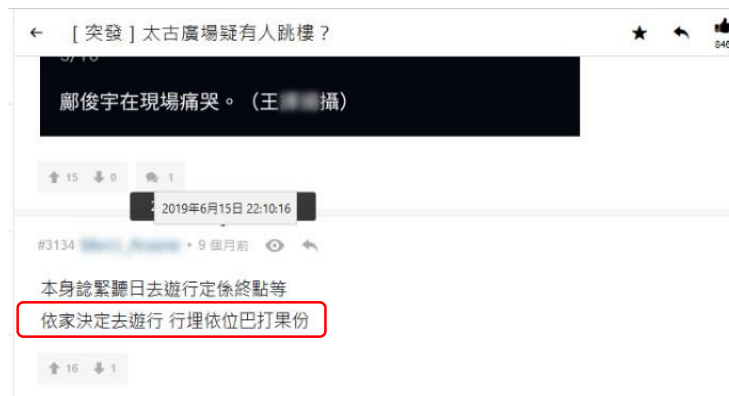 [ 突發 ] 太古廣場疑有人跳樓 ?
846
鄺俊宇在現場痛哭。(王 攝)
15 0 1
2019年6月15日 22:10:16
#3134 • 9 個月前
本身諗緊聽日去遊行定係終點等
依家決定去遊行 行埋依位巴打果份
16 1